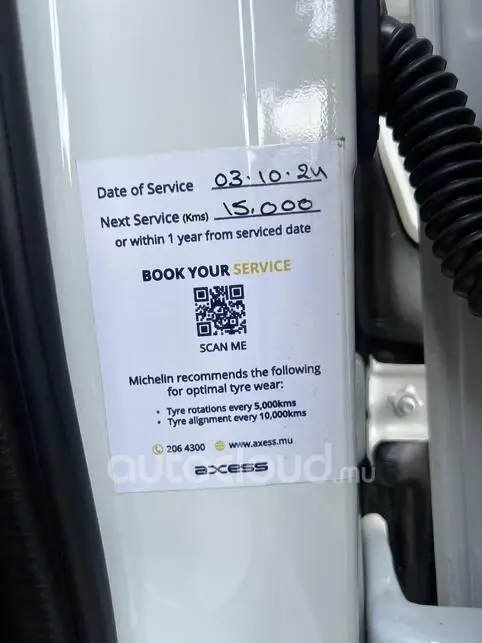 Date of Service 03.10.24
Next Service (Kms) 15,000
or within 1 year from serviced date
BOOK YOUR SERVICE
SCAN ME
Michelin recommends the following
for optimal tyre wear:
• Tyre rotations every 5,000kms
• Tyre alignment every 10,000kms
206 4300 www.axess.mu
autocloud.mu
axess